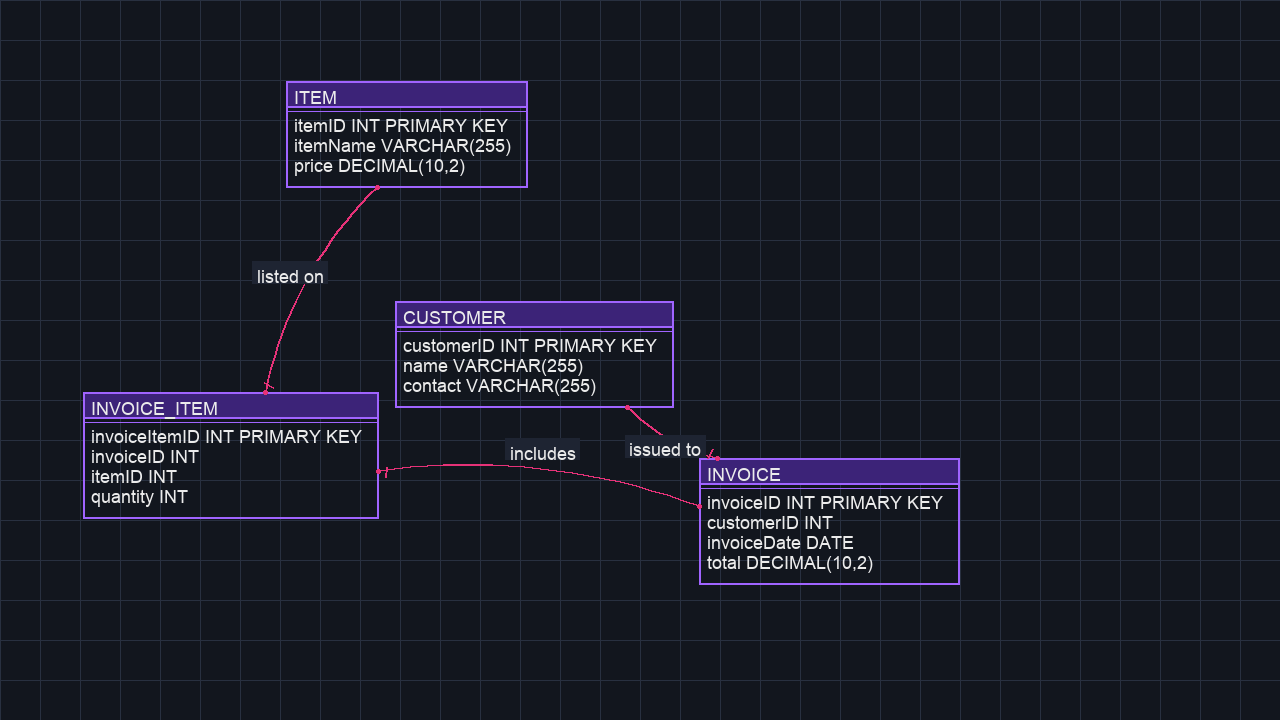 ITEM
itemID INT PRIMARY KEY
itemName VARCHAR(255)
price DECIMAL(10,2)
listed on
CUSTOMER
customerID INT PRIMARY KEY
name VARCHAR(255)
contact VARCHAR(255)
INVOICE_ITEM
invoiceItemID INT PRIMARY KEY
invoiceID INT
itemID INT
quantity INT
includes
issued to
INVOICE
invoiceID INT PRIMARY KEY
customerID INT
invoiceDate DATE
total DECIMAL(10,2)